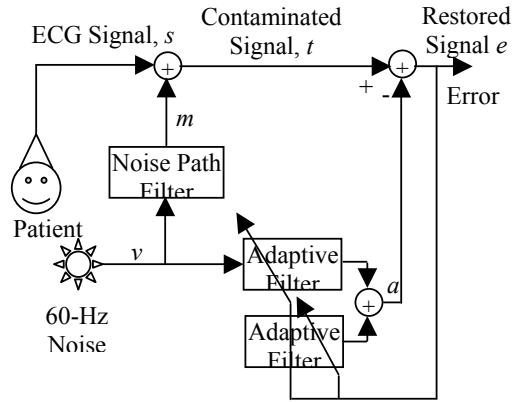 ECG Signal, s
Contaminated
Signal, t
Restored
Signal e
+
+
+
-
Error
m
Noise Path
Filter
Patient
v
60-Hz
Noise
Adaptive
Filter
a
+
Adaptive
Filter